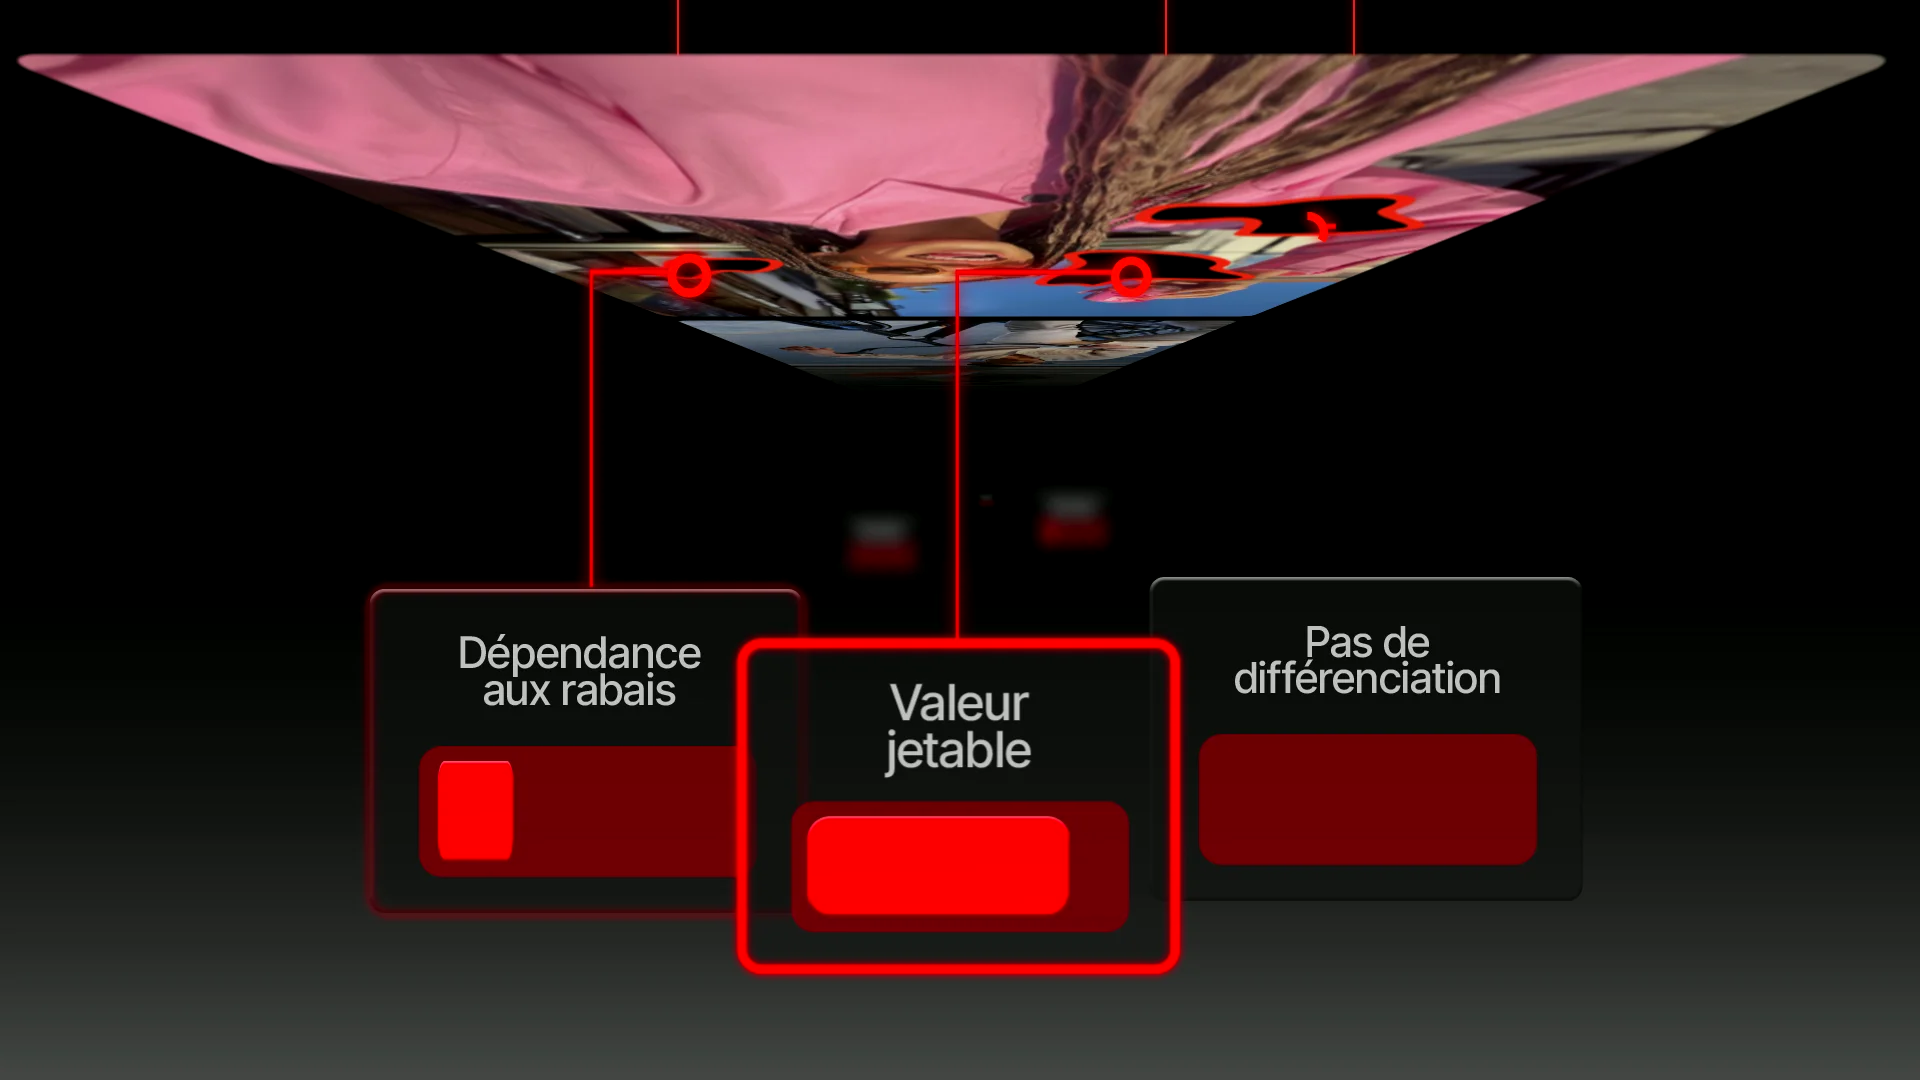 Dépendance
aux rabais
Valeur
jetable
Pas de
différenciation